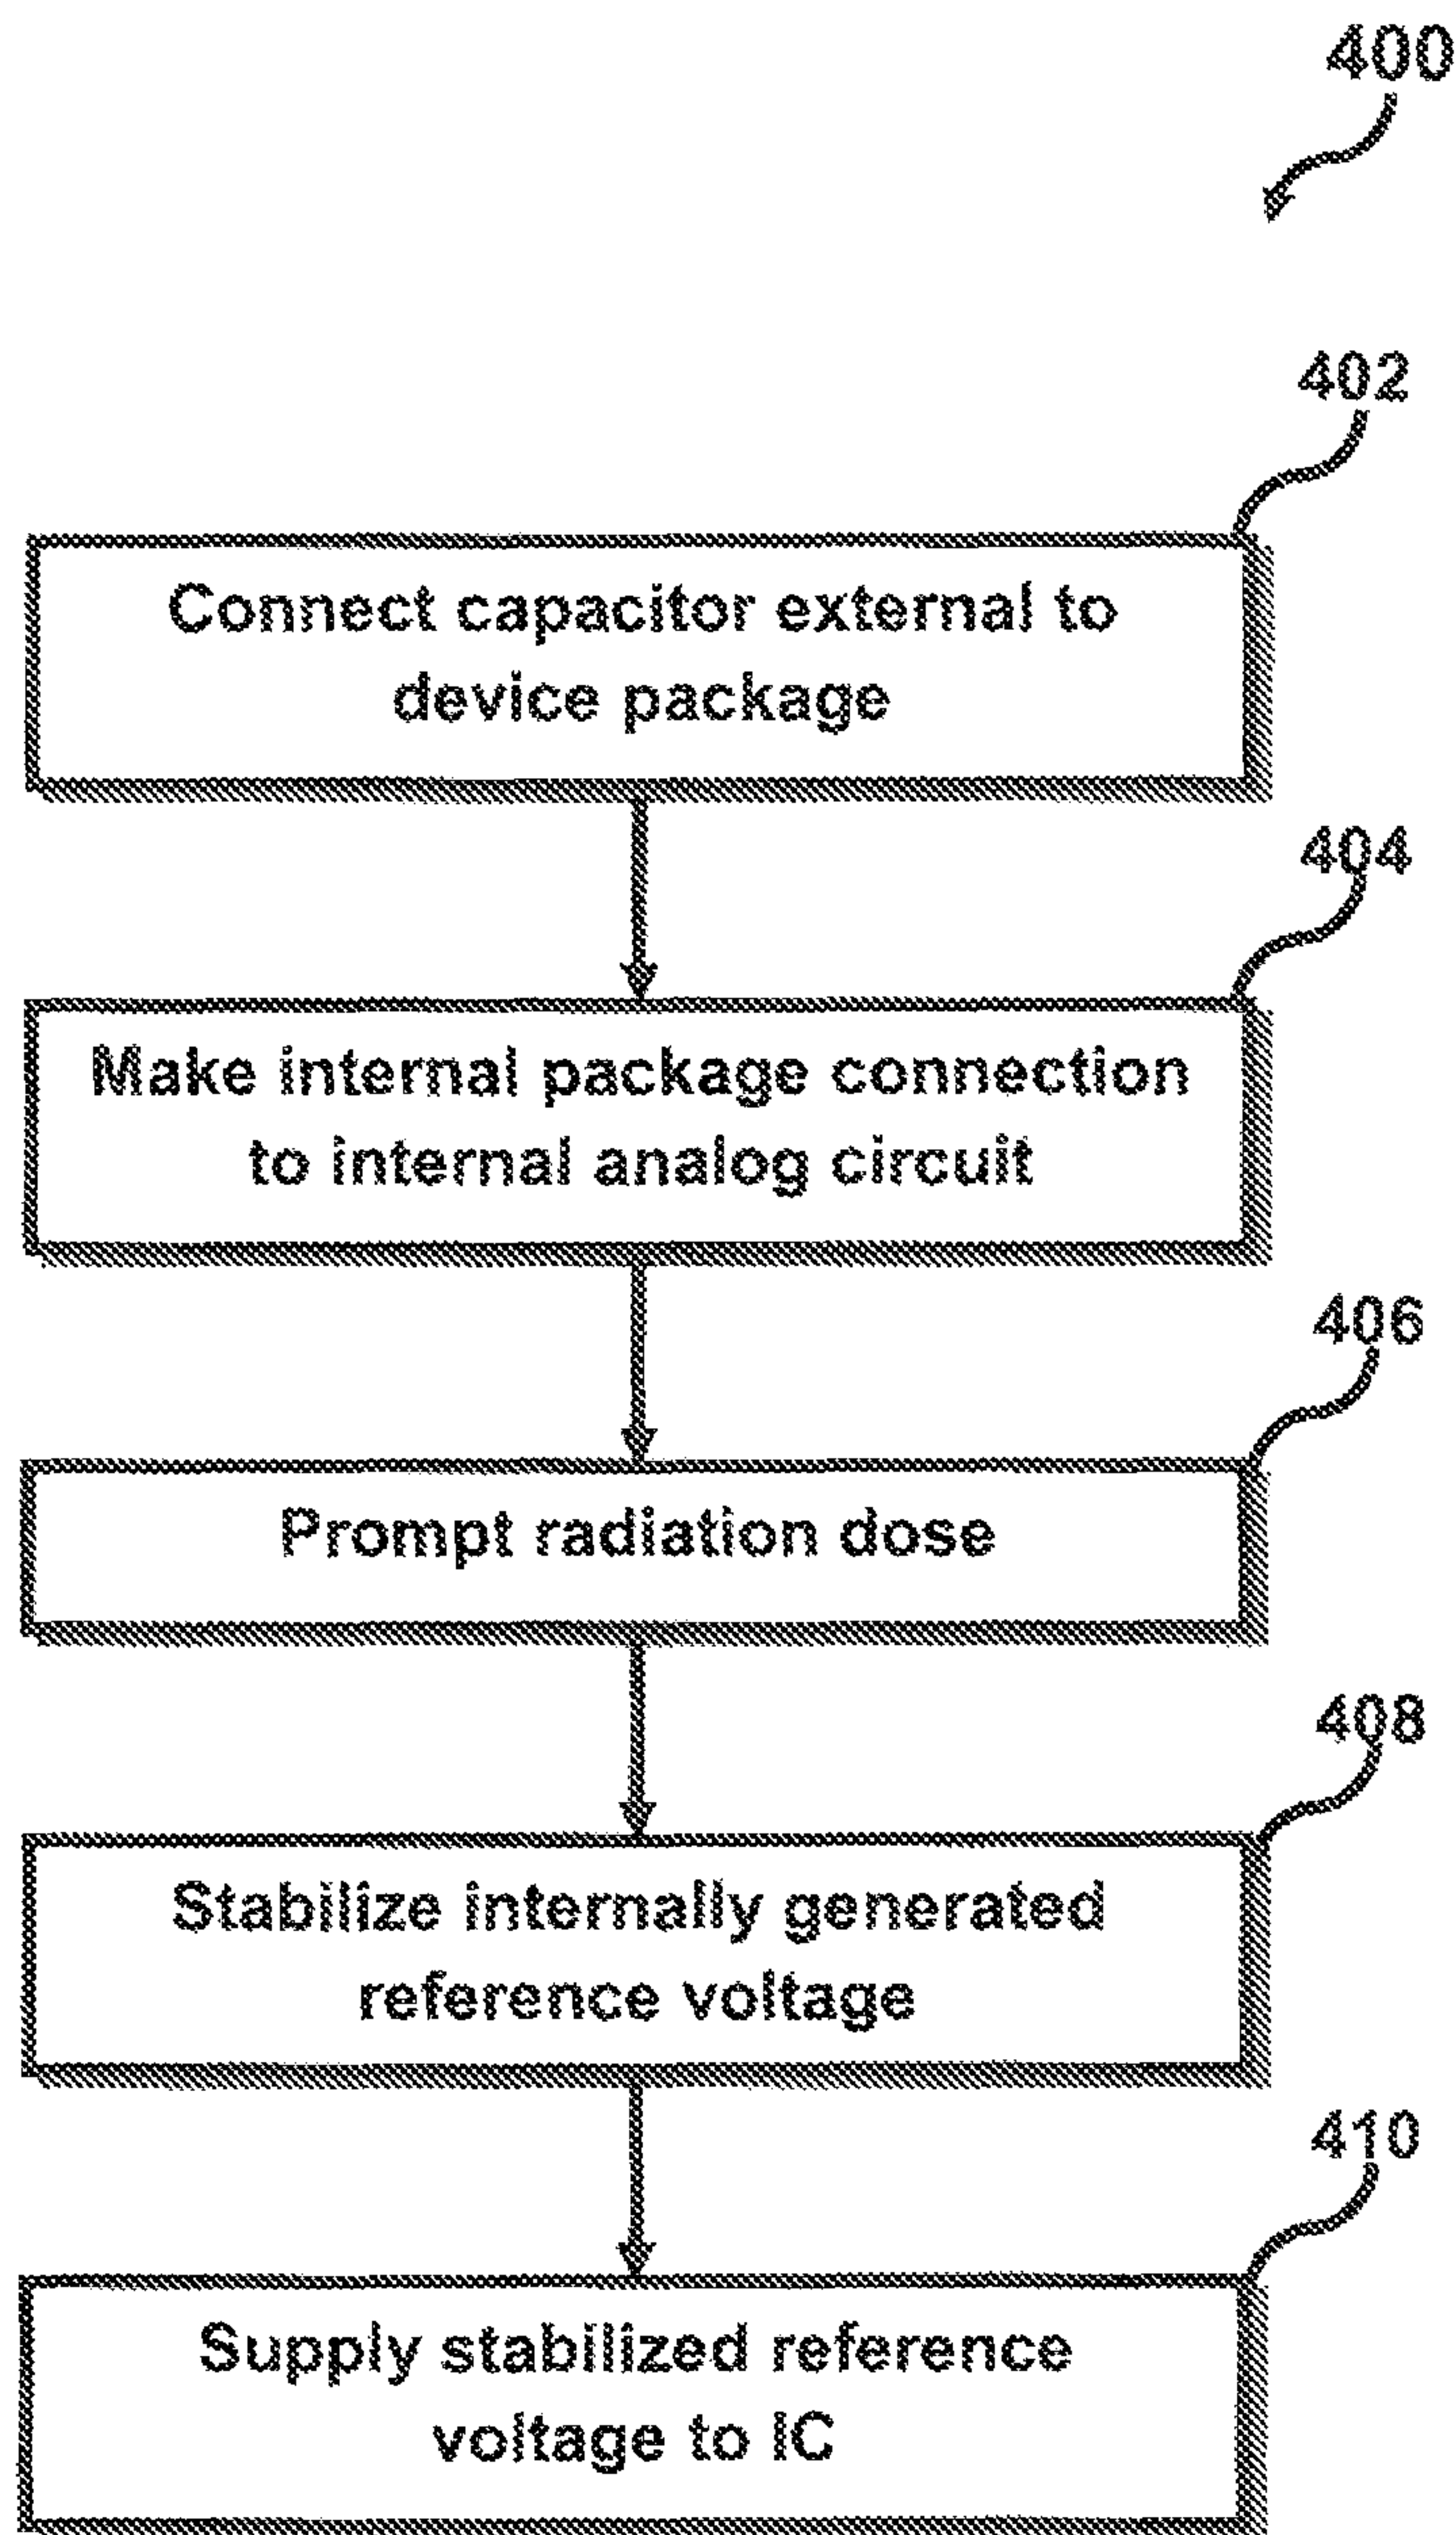 400
402
Connect capacitor external to
device package
404
Make internal package connection
to internal analog circuit
406
Prompt radiation dose
408
Stabilize internally generated
reference voltage
410
Supply stabilized reference
voltage to IC